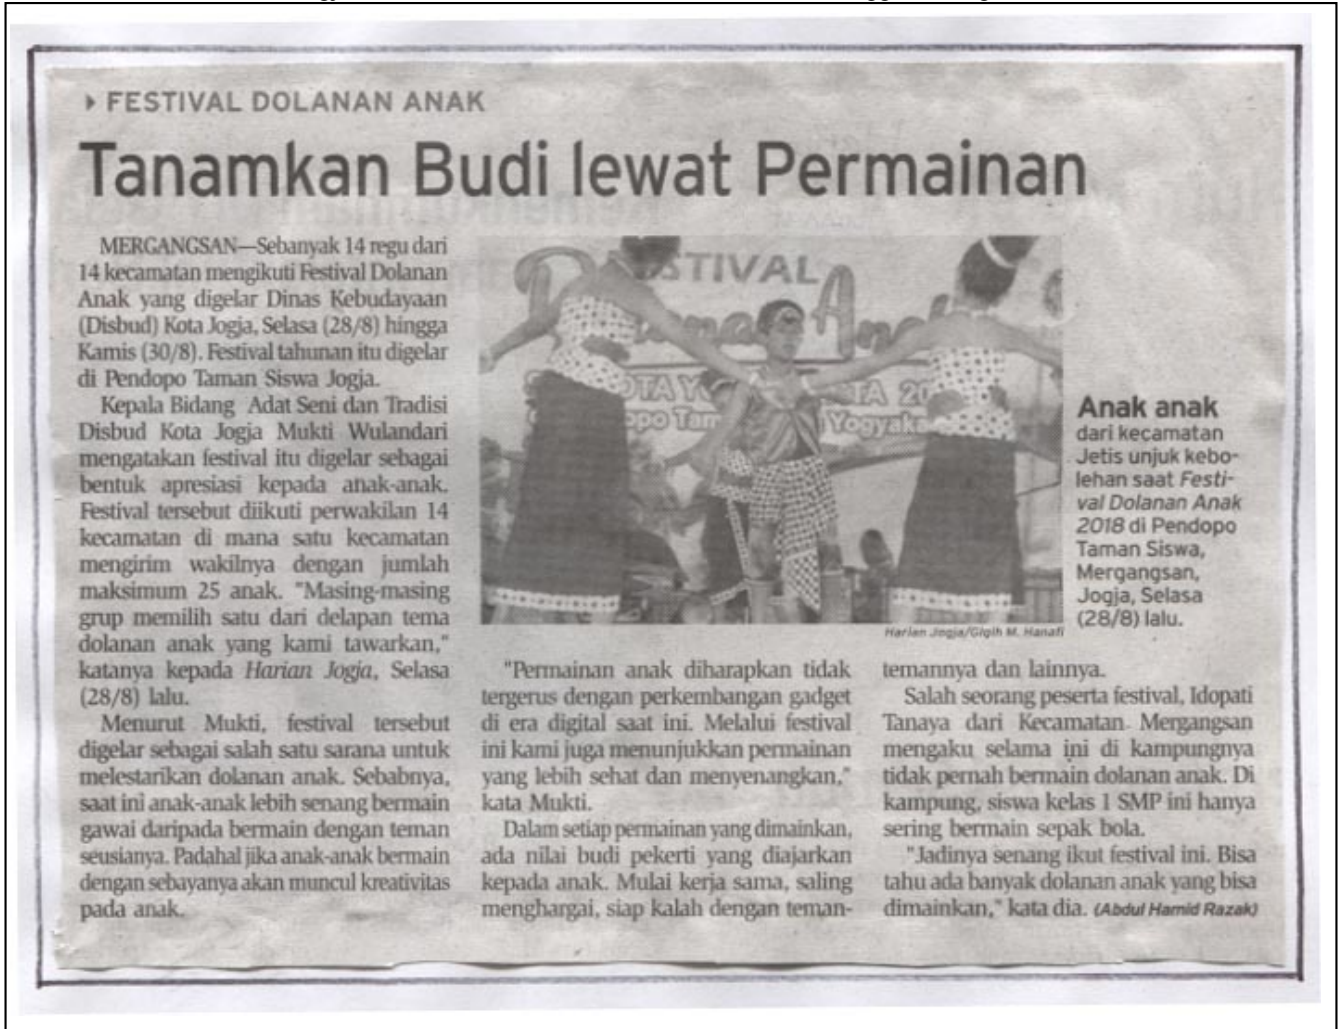 FESTIVAL DOLANAN ANAK
Tanamkan Budi lewat Permainan
MERGANGSAN—Sebanyak 14 regu dari
14 kecamatan mengikuti Festival Dolanan
Anak yang digelar Dinas Kebudayaan
(Disbud) Kota Jogja, Selasa (28/8) hingga
Kamis (30/8). Festival tahunan itu digelar
di Pendopo Taman Siswa Jogja.
Kepala Bidang Adat Seni dan Tradisi
Disbud Kota Jogja Mukti Wulandari
mengatakan festival itu digelar sebagai
bentuk apresiasi kepada anak-anak.
Festival tersebut diikuti perwakilan 14
kecamatan di mana satu kecamatan
mengirim wakilnya dengan jumlah
maksimum 25 anak. "Masing-masing
grup memilih satu dari delapan tema
dolanan anak yang kami tawarkan,"
katanya kepada Harian Jogja, Selasa
(28/8) lalu.
Menurut Mukti, festival tersebut
digelar sebagai salah satu sarana untuk
melestarikan dolanan anak. Sebabnya,
saat ini anak-anak lebih senang bermain
gawai daripada bermain dengan teman
seusianya. Padahal jika anak-anak bermain
dengan sebayanya akan muncul kreativitas
pada anak.
STIVAL
Anak anak
dari kecamatan
Jetis unjuk kebo-
lehan saat Festi-
val Dolanan Anak
2018 di Pendopo
Taman Siswa,
Mergangsan,
Jogja, Selasa
(28/8) lalu.
Harian Jogja/Gigih M. Hanafi
"Permainan anak diharapkan tidak
tergerus dengan perkembangan gadget
di era digital saat ini. Melalui festival
ini kami juga menunjukkan permainan
yang lebih sehat dan menyenangkan,"
kata Mukti.
Dalam setiap permainan yang dimainkan,
ada nilai budi pekerti yang diajarkan
kepada anak. Mulai kerja sama, saling
menghargai, siap kalah dengan teman-
temannya dan lainnya.
Salah seorang peserta festival, Idopati
Tanaya dari Kecamatan Mergangsan
mengaku selama ini di kampungnya
tidak pernah bermain dolanan anak. Di
kampung, siswa kelas 1 SMP ini hanya
sering bermain sepak bola.
"Jadinya senang ikut festival ini. Bisa
tahu ada banyak dolanan anak yang bisa
dimainkan," kata dia. (Abdul Hamid Razak)